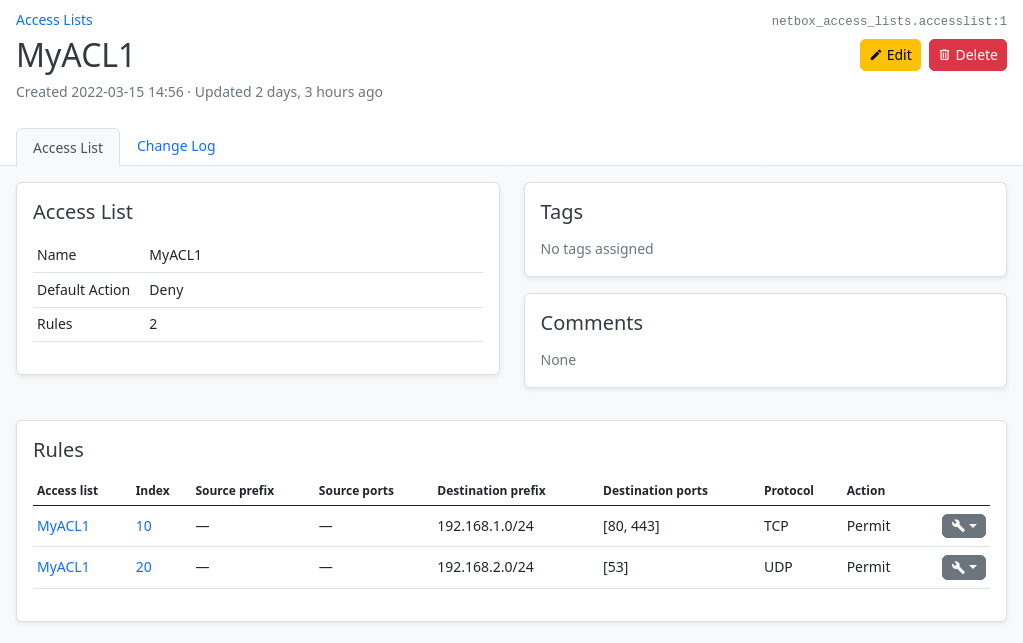 Access Lists
netbox_access_lists.accesslist:1
MyACL1
Edit
Delete
Created 2022-03-15 14:56 · Updated 2 days, 3 hours ago
Access List
Change Log
Access List
Name MyACL1
Default Action Deny
Rules 2
Tags
No tags assigned
Comments
None
Rules
Access list Index Source prefix Source ports Destination prefix Destination ports Protocol Action
MyACL1 10 — — 192.168.1.0/24 [80, 443] TCP Permit
MyACL1 20 — — 192.168.2.0/24 [53] UDP Permit